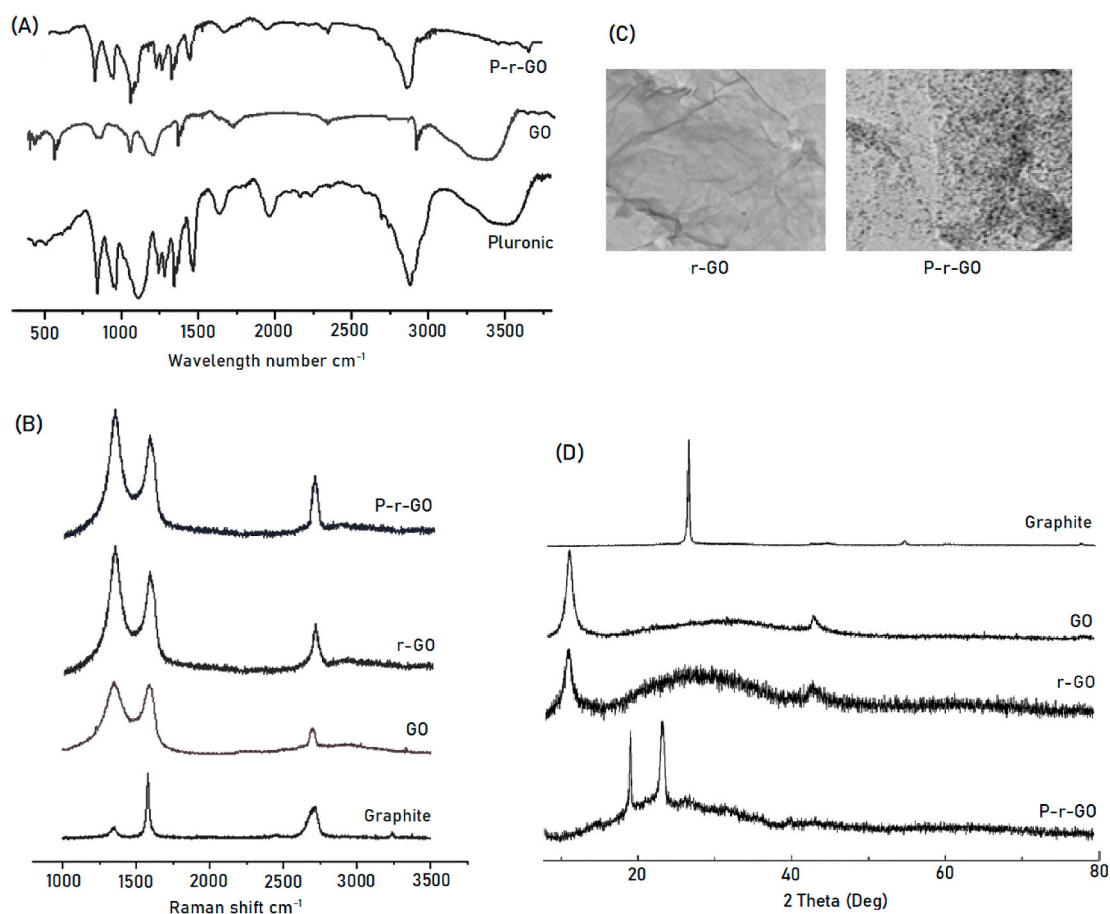 (A)
P-r-GO
GO
Pluronic
500 1000 1500 2000 2500 3000 3500
Wavelength number cm⁻¹
(C)
r-GO P-r-GO
(B)
P-r-GO
r-GO
GO
Graphite
1000 1500 2000 2500 3000 3500
Raman shift cm⁻¹
(D)
Graphite
GO
r-GO
P-r-GO
20 40 60 80
2 Theta (Deg)